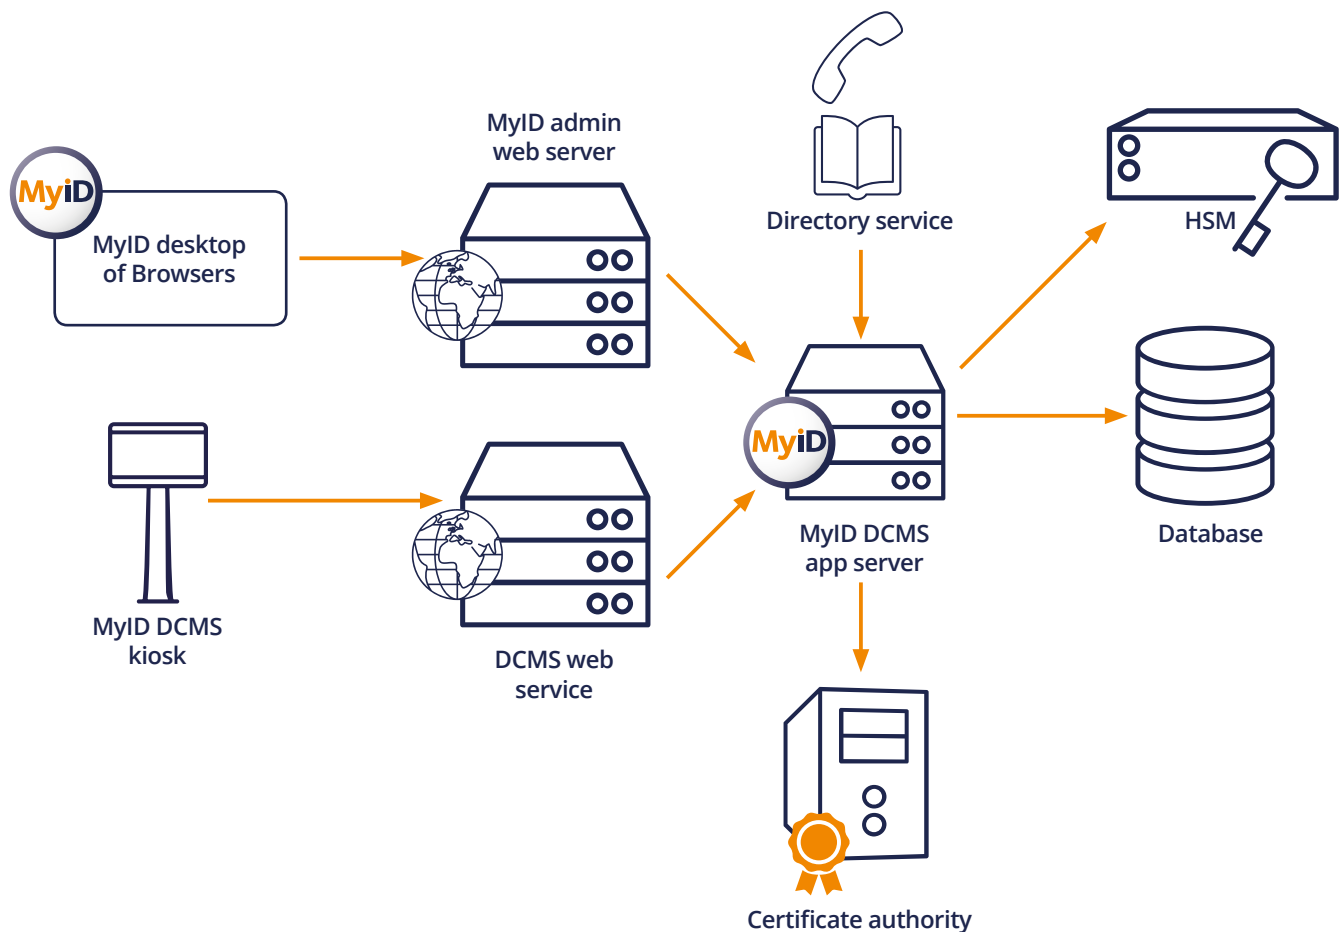 MyID admin
web server
MyiD
MyID desktop
of Browsers
Directory service
HSM
MyiD
MyID DCMS
app server
Database
MyID DCMS
kiosk
DCMS web
service
Certificate authority